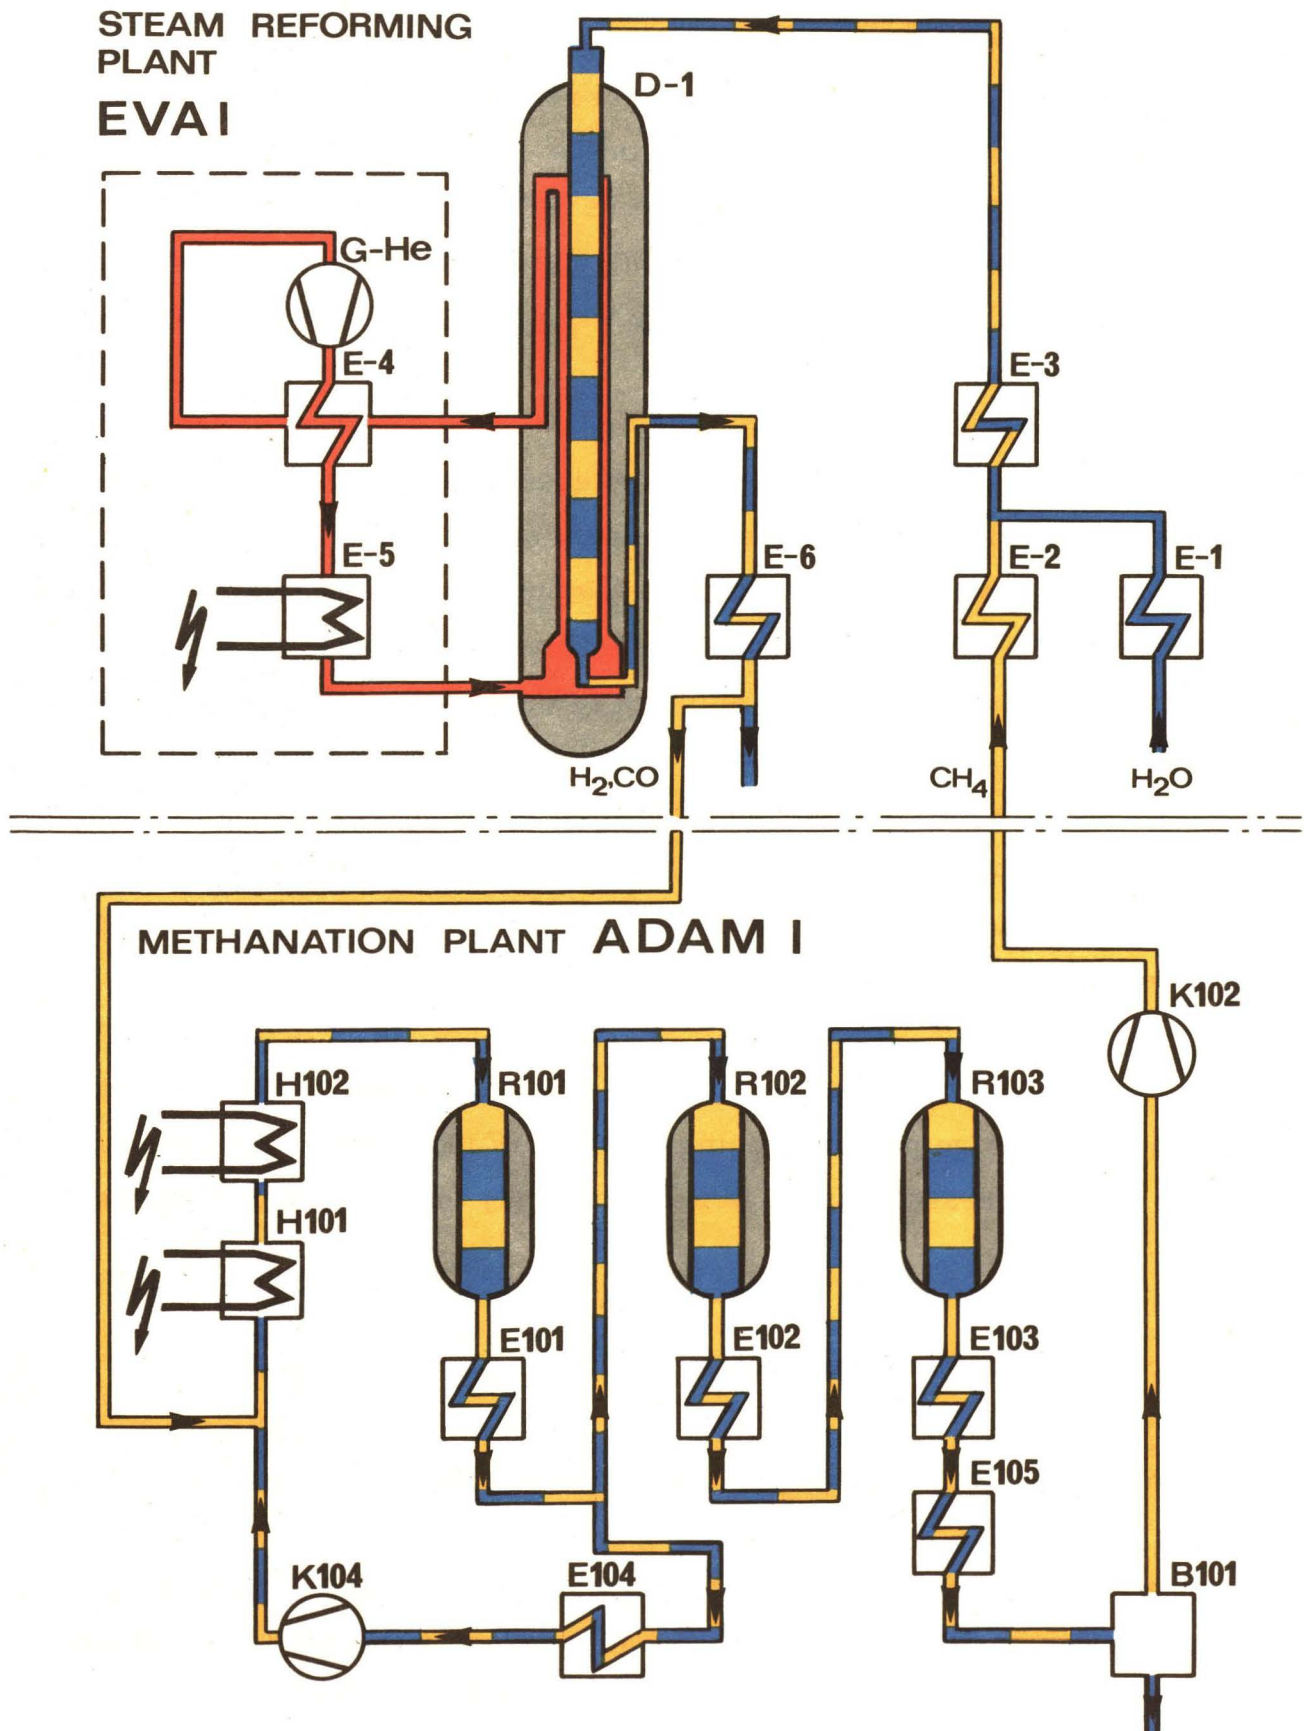 STEAM REFORMING
PLANT
EVA I
D-1
G-He
E-4
E-3
E-5
E-6
E-2
E-1
H₂,CO
CH₄
H₂O
METHANATION PLANT ADAM I
K102
H102
R101
R102
R103
H101
E101
E102
E103
E105
K104
E104
B101